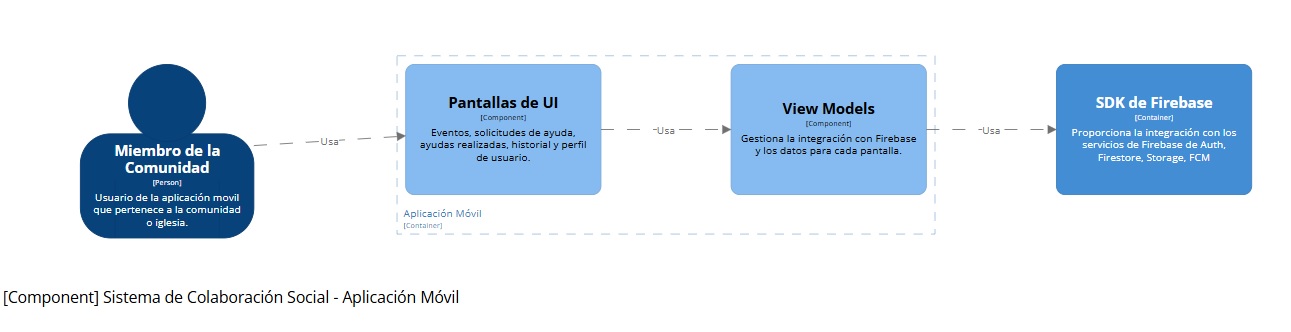 Miembro de la
Comunidad
[Person]
Usuario de la aplicación movil
que pertenece a la comunidad
o iglesia.
Usa
Pantallas de UI
[Component]
Eventos, solicitudes de ayuda,
ayudas realizadas, historial y perfil
de usuario.
Usa
View Models
[Component]
Gestiona la integración con Firebase
y los datos para cada pantalla.
Usa
SDK de Firebase
[Container]
Proporciona la integración con los
servicios de Firebase de Auth,
Firestore, Storage, FCM
Aplicación Móvil
[Container]
[Component] Sistema de Colaboración Social - Aplicación Móvil